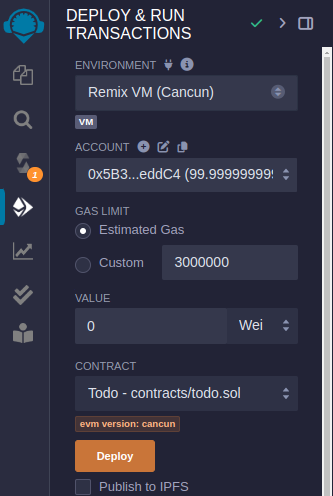 DEPLOY & RUN
TRANSACTIONS
ENVIRONMENT
Remix VM (Cancun)
VM
ACCOUNT
0x5B3...eddC4 (99.999999999
1
GAS LIMIT
Estimated Gas
Custom
3000000
VALUE
0
Wei
CONTRACT
Todo - contracts/todo.sol
evm version: cancun
Deploy
Publish to IPFS